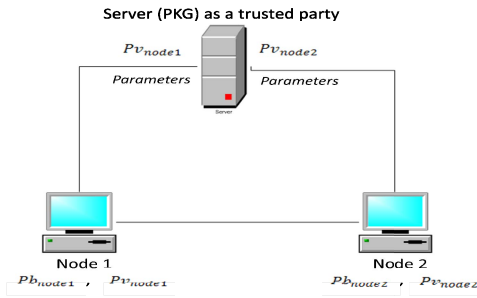 Server (PKG) as a trusted party
Pv_node1 Pv_node2
Parameters Parameters
Server
Node 1 Node 2
Pb_node1 , Pv_node1 Pb_node2 , Pv_node2